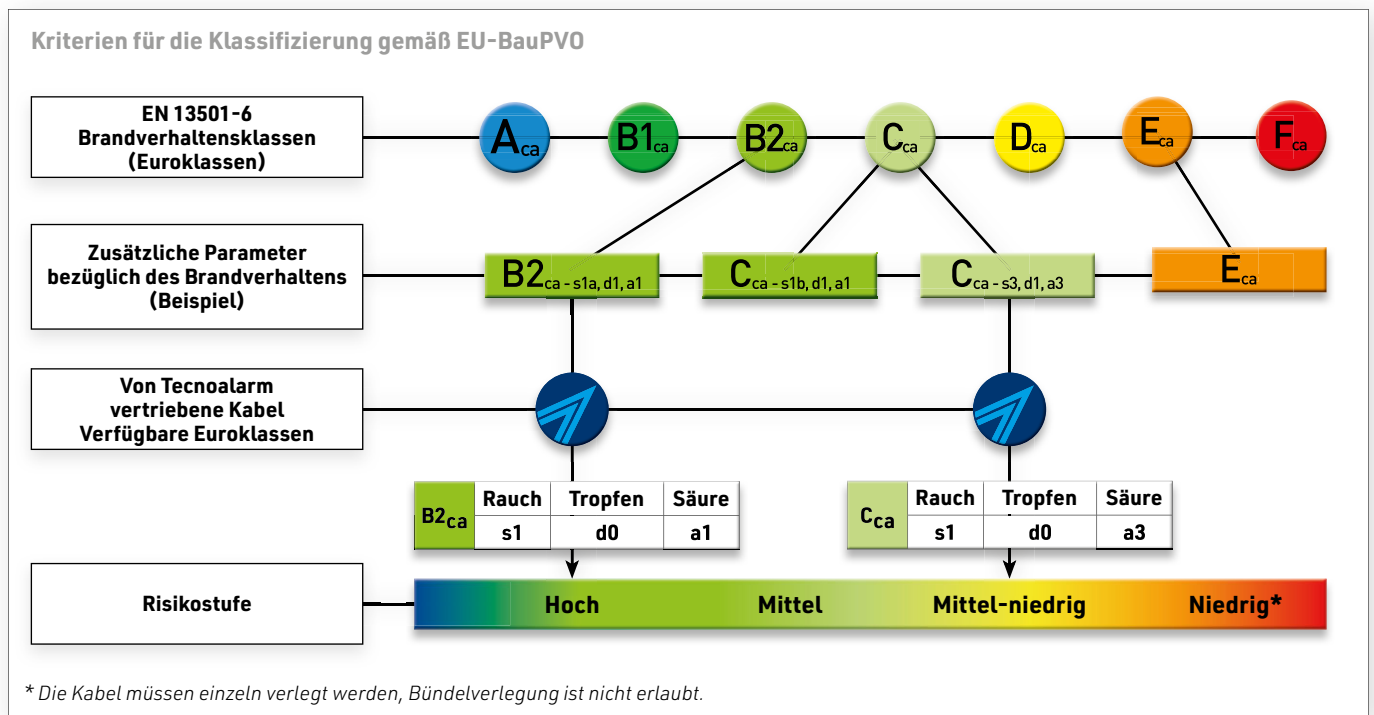 Kriterien für die Klassifizierung gemäß EU-BauPVO
EN 13501-6
Brandverhaltensklassen
(Euroklassen)
Aca B1ca B2ca Cca Dca Eca Fca
Zusätzliche Parameter
bezüglich des Brandverhaltens
(Beispiel)
B2ca - s1a, d1, a1 Cca - s1b, d1, a1 Cca - s3, d1, a3 Eca
Von Tecnoalarm
vertriebene Kabel
Verfügbare Euroklassen
B2ca Rauch Tropfen Säure
s1 d0 a1
Cca Rauch Tropfen Säure
s1 d0 a3
Risikostufe
Hoch Mittel Mittel-niedrig Niedrig*
* Die Kabel müssen einzeln verlegt werden, Bündelverlegung ist nicht erlaubt.